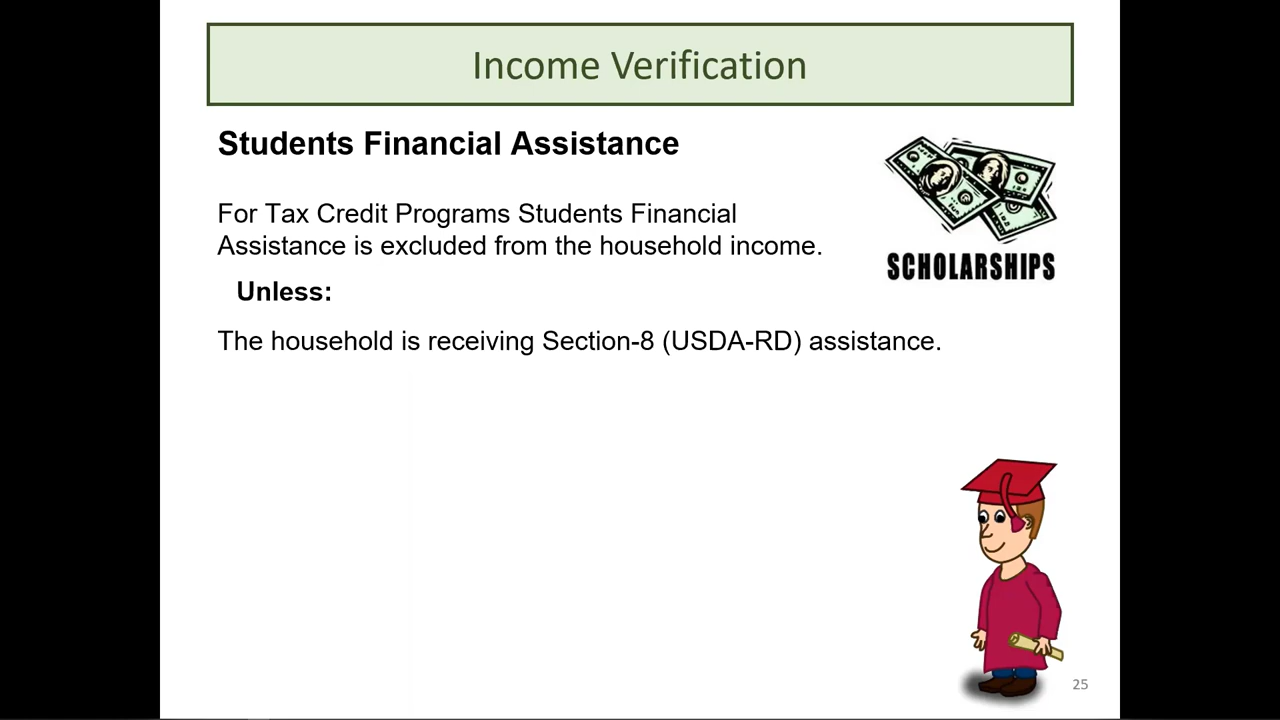 Income Verification
Students Financial Assistance
For Tax Credit Programs Students Financial
Assistance is excluded from the household income.
SCHOLARSHIPS
Unless:
The household is receiving Section-8 (USDA-RD) assistance.
25